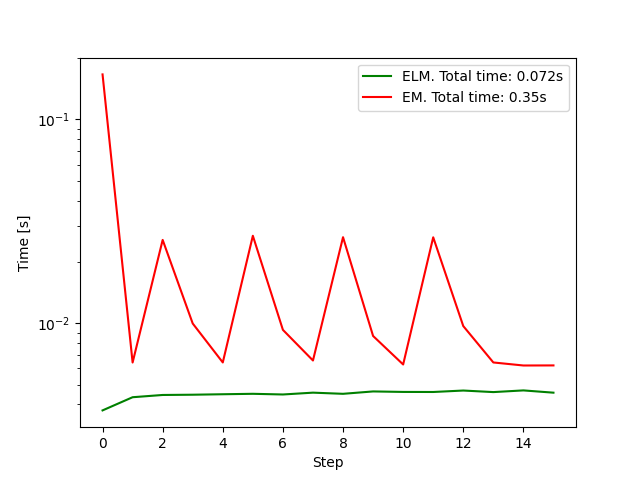 ELM. Total time: 0.072s
EM. Total time: 0.35s
10⁻¹
10⁻²
Time [s]
0 2 4 6 8 10 12 14
Step